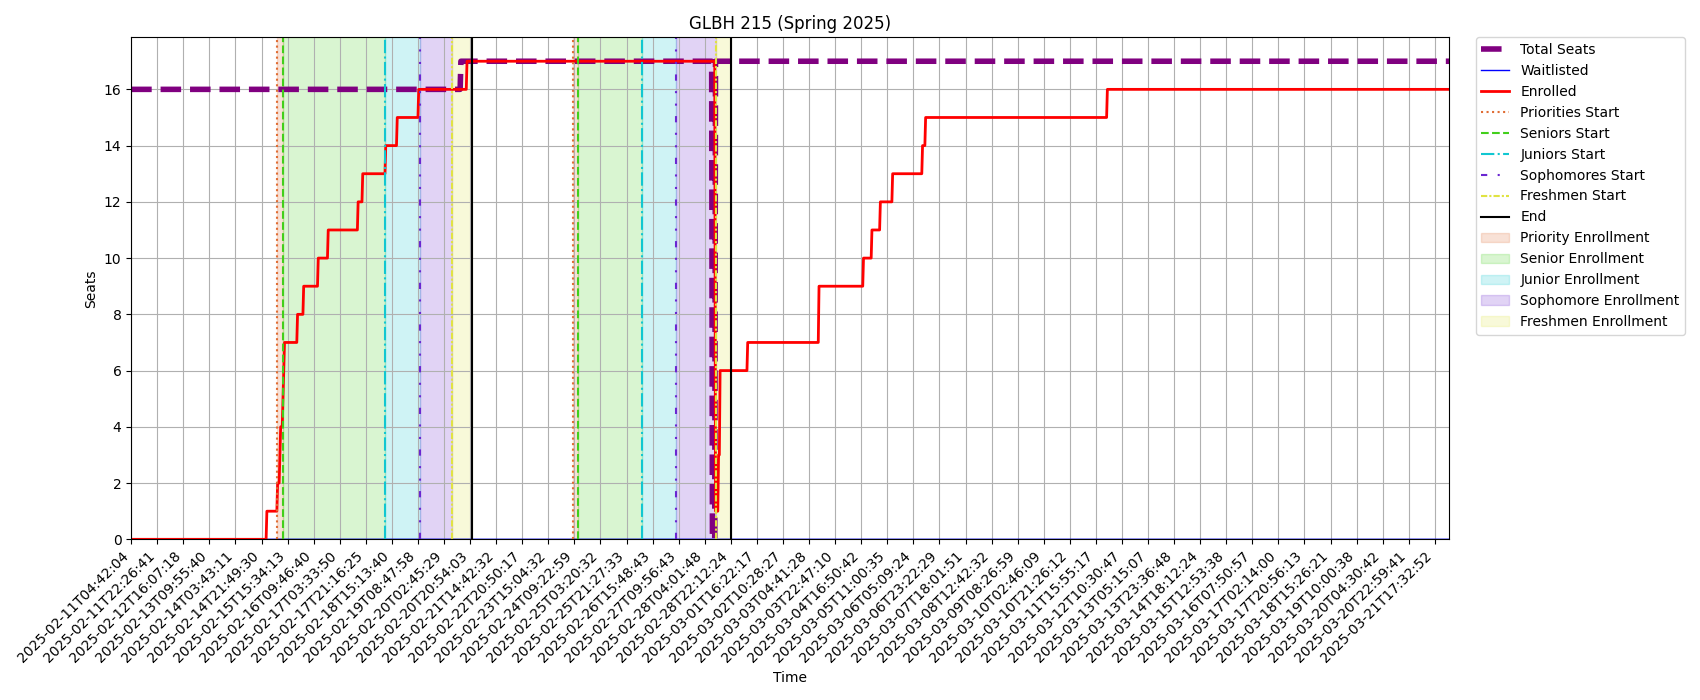 GLBH 215 (Spring 2025)
Total Seats
Waitlisted
Enrolled
Priorities Start
Seniors Start
Juniors Start
Sophomores Start
Freshmen Start
End
Priority Enrollment
Senior Enrollment
Junior Enrollment
Sophomore Enrollment
Freshmen Enrollment
Seats
16
14
12
10
8
6
4
2
0
2025-02-11T04:42:04
2025-02-11T22:26:41
2025-02-12T16:07:18
2025-02-13T09:55:40
2025-02-14T03:43:11
2025-02-14T21:49:30
2025-02-15T15:34:13
2025-02-16T09:46:40
2025-02-17T03:33:50
2025-02-17T21:16:25
2025-02-18T15:13:40
2025-02-19T08:47:58
2025-02-20T02:45:29
2025-02-20T20:54:03
2025-02-21T14:42:32
2025-02-22T20:50:17
2025-02-23T15:04:32
2025-02-24T09:22:59
2025-02-25T03:20:32
2025-02-25T21:27:33
2025-02-26T15:48:43
2025-02-27T09:56:43
2025-02-28T04:01:48
2025-02-28T22:12:24
2025-03-01T16:22:17
2025-03-02T10:28:27
2025-03-03T04:41:28
2025-03-03T22:47:10
2025-03-04T16:50:42
2025-03-05T11:00:35
2025-03-06T05:09:24
2025-03-06T23:22:29
2025-03-07T18:01:51
2025-03-08T12:42:32
2025-03-09T08:26:59
2025-03-10T02:46:09
2025-03-10T21:26:12
2025-03-11T15:55:17
2025-03-12T10:30:47
2025-03-13T05:15:07
2025-03-13T23:36:48
2025-03-14T18:12:24
2025-03-15T12:53:38
2025-03-16T07:50:57
2025-03-17T02:14:00
2025-03-17T20:56:13
2025-03-18T15:26:21
2025-03-19T10:00:38
2025-03-20T04:30:42
2025-03-20T22:59:41
2025-03-21T17:32:52
Time